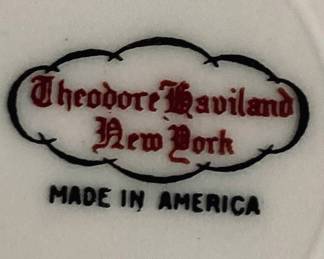 Theodore Haviland
New York
MADE IN AMERICA